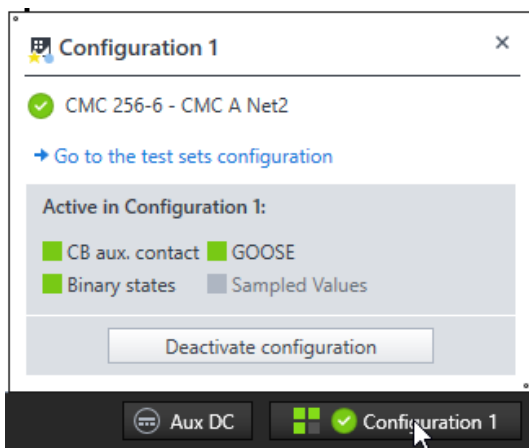 Configuration 1
CMC 256-6 - CMC A Net2
Go to the test sets configuration
Active in Configuration 1:
CB aux. contact GOOSE
Binary states Sampled Values
Deactivate configuration
Aux DC Configuration 1